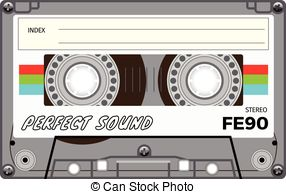 INDEX
STEREO
PERFECT SOUND
FE90
© Can Stock Photo